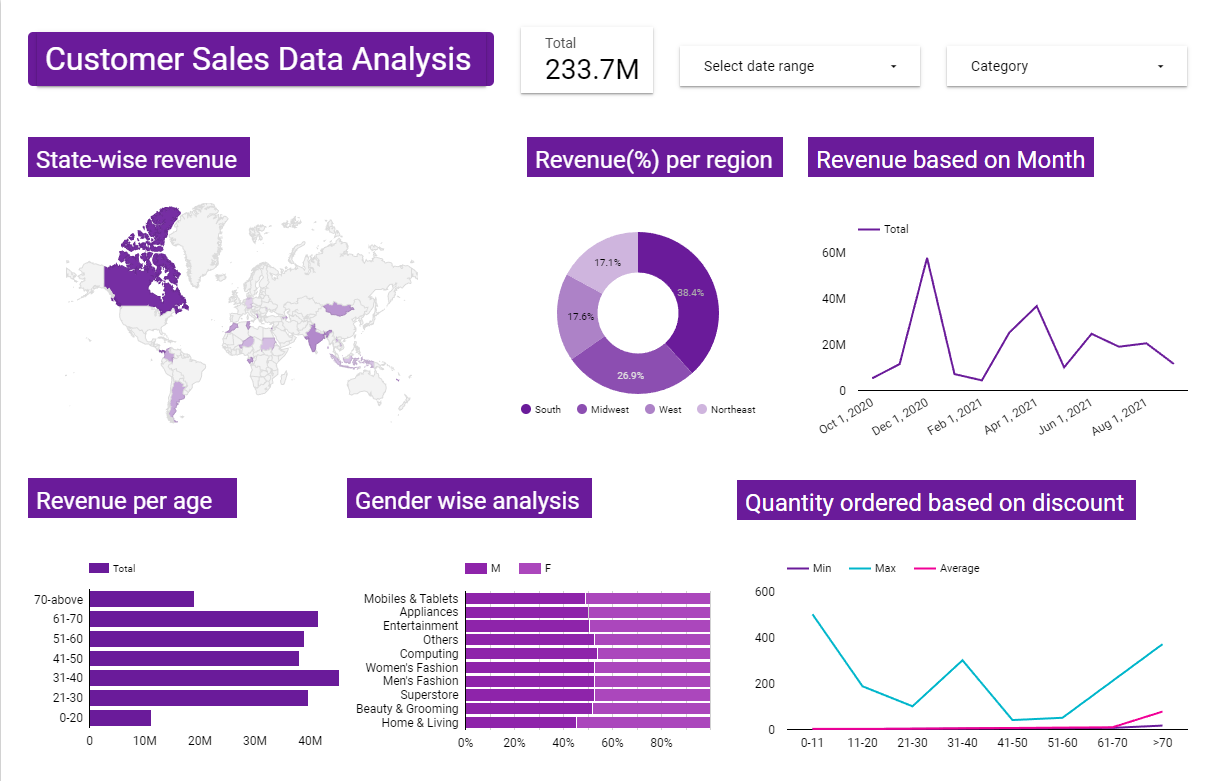 Customer Sales Data Analysis
Total
233.7M
Select date range
Category
State-wise revenue
Revenue(%) per region
38.4%
26.9%
17.6%
17.1%
South Midwest West Northeast
Revenue based on Month
Total
60M
40M
20M
0
Oct 1, 2020 Dec 1, 2020 Feb 1, 2021 Apr 1, 2021 Jun 1, 2021 Aug 1, 2021
Revenue per age
Total
70-above
61-70
51-60
41-50
31-40
21-30
0-20
0 10M 20M 30M 40M
Gender wise analysis
M F
Mobiles & Tablets
Appliances
Entertainment
Others
Computing
Women's Fashion
Men's Fashion
Superstore
Beauty & Grooming
Home & Living
0% 20% 40% 60% 80%
Quantity ordered based on discount
Min Max Average
600
400
200
0
0-11 11-20 21-30 31-40 41-50 51-60 61-70 >70